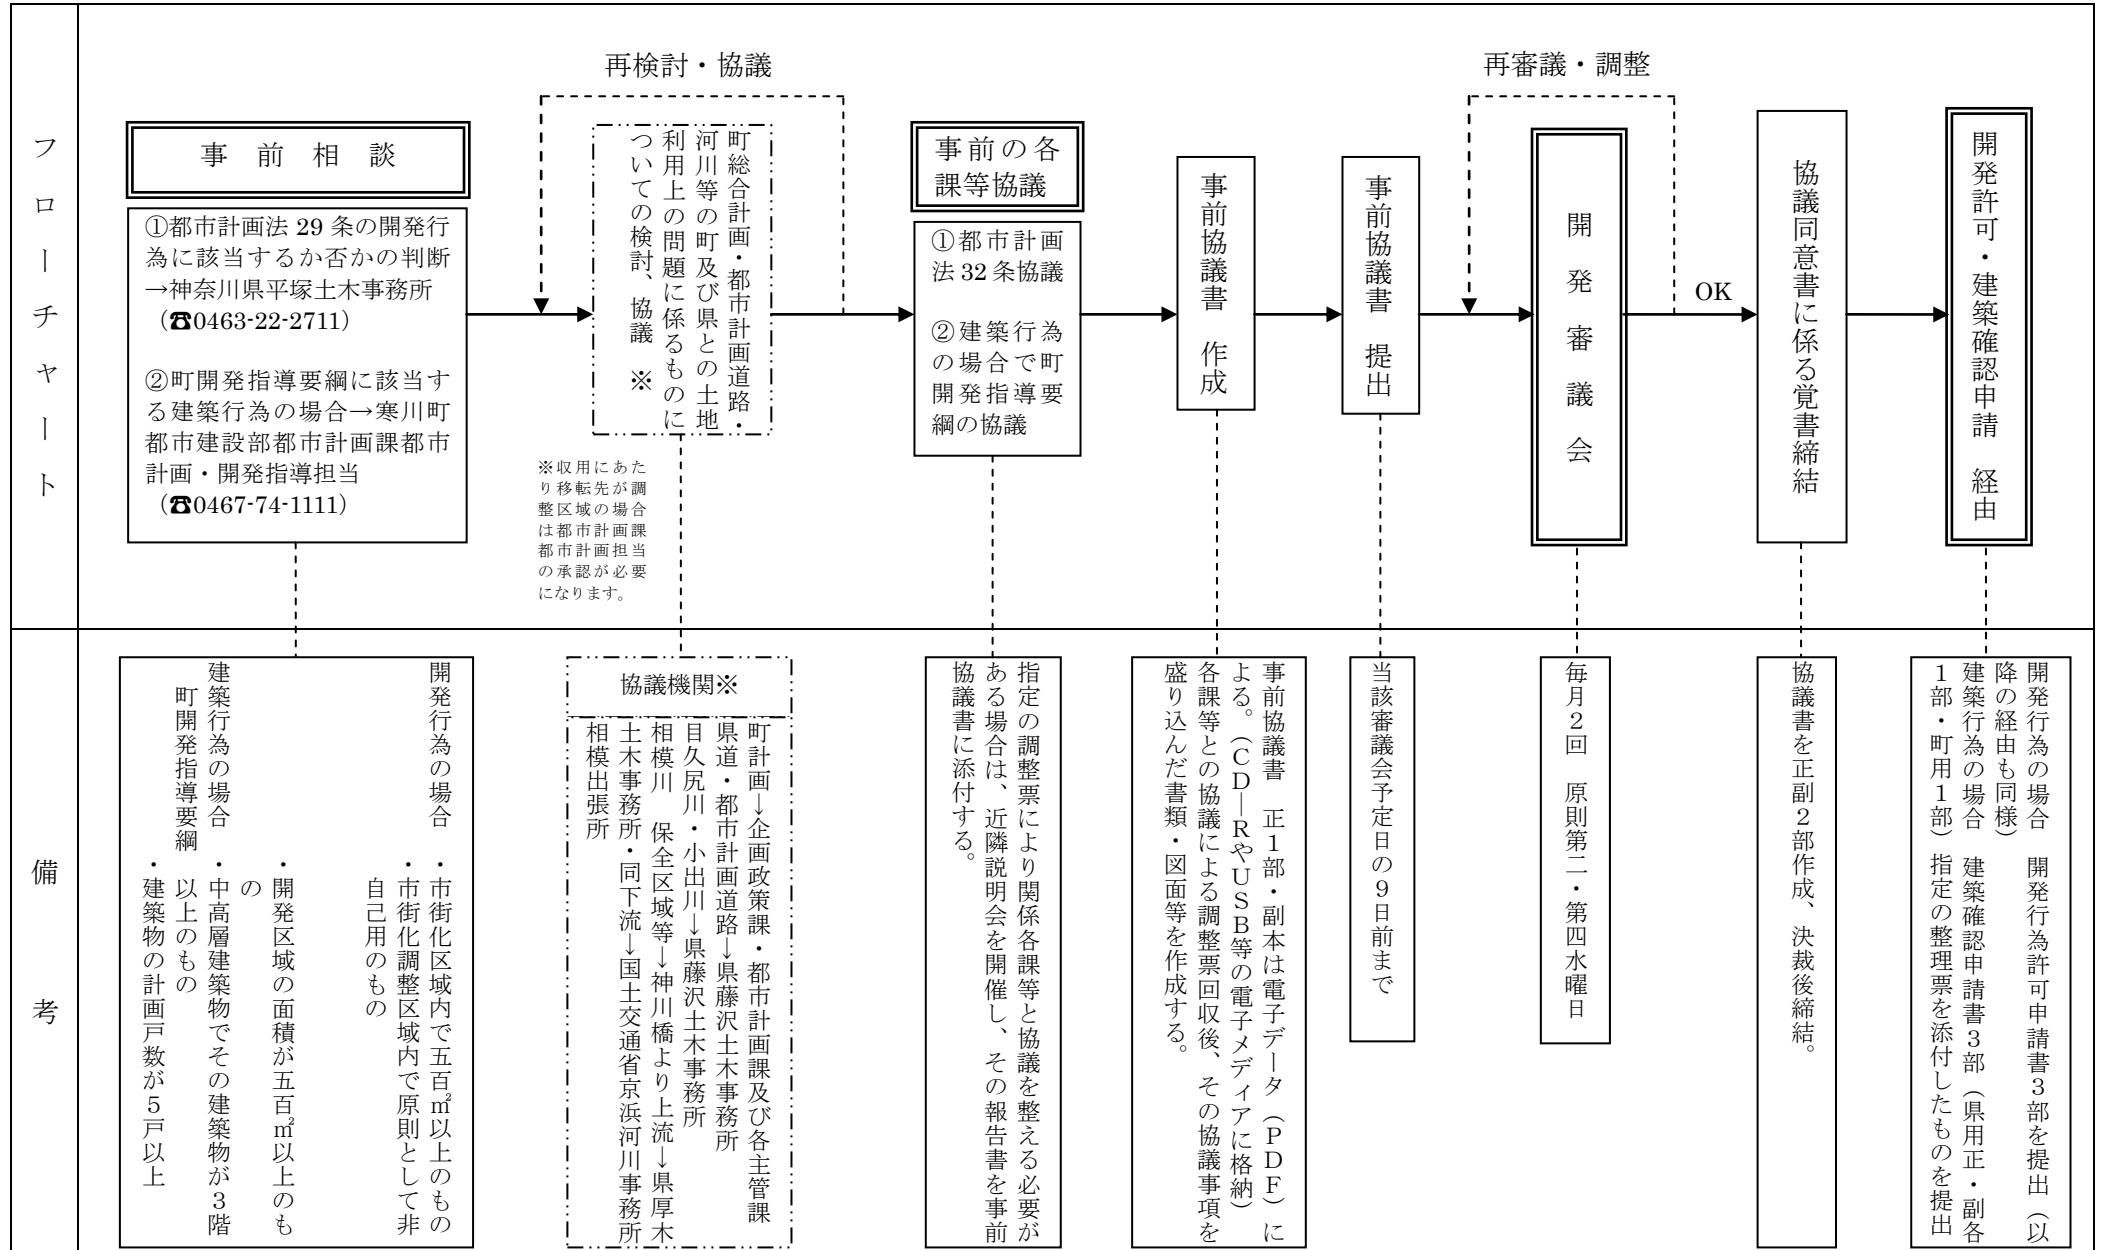 フローチャート
再検討・協議
再審議・調整
事 前 相 談
①都市計画法 29 条の開発行
為に該当するか否かの判断
→神奈川県平塚土木事務所
(☎0463-22-2711)
②町開発指導要綱に該当す
る建築行為の場合→寒川町
都市建設部都市計画課都市
計画・開発指導担当
(☎0467-74-1111)
町総合計画・都市計画道路・
河川等の町及び県との土地
利用上の問題に係るものに
ついての検討、協議 ※
※収用にあた
り移転先が調
整区域の場合
は都市計画課
都市計画担当
の承認が必要
になります。
事前の各
課等協議
①都市計画
法 32 条協議
②建築行為
の場合で町
開発指導要
綱の協議
事前協議書 作成
事前協議書 提出
開発審議会
OK
協議同意書に係る覚書締結
開発許可・建築確認申請 経由
備考
開発行為の場合 ・市街化区域内で五百㎡以上のもの
・市街化調整区域内で原則として非
自己用のもの
建築行為の場合
町開発指導要綱
・開発区域の面積が五百㎡以上のも
の
・中高層建築物でその建築物が3階
以上のもの
・建築物の計画戸数が5戸以上
協議機関※
町計画→企画政策課・都市計画課及び各主管課
県道・都市計画道路→県藤沢土木事務所
目久尻川・小出川→県藤沢土木事務所
相模川 保全区域等→神川橋より上流→県厚木
土木事務所・同下流→国土交通省京浜河川事務所
相模出張所
指定の調整票により関係各課等と協議を整える必要が
ある場合は、近隣説明会を開催し、その報告書を事前
協議書に添付する。
事前協議書 正1部・副本は電子データ(PDF)に
よる。(CD―RやUSB等の電子メディアに格納)
各課等との協議による調整票回収後、その協議事項を
盛り込んだ書類・図面等を作成する。
当該審議会予定日の9日前まで
毎月2回 原則第二・第四水曜日
協議書を正副2部作成、決裁後締結。
開発行為の場合 開発行為許可申請書3部を提出(以
降の経由も同様)
建築行為の場合 建築確認申請書3部(県用正・副各
1部・町用1部)指定の整理票を添付したものを提出